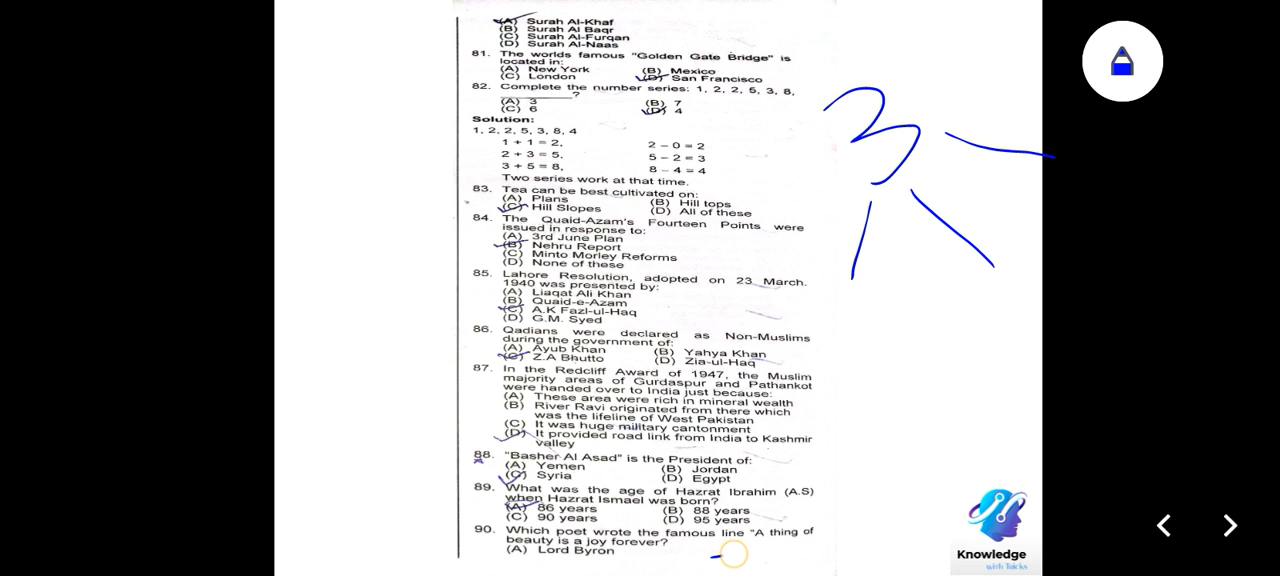 (A) Surah Al-Khaf
(B) Surah Al Baqr
(C) Surah Al-Furqan
(D) Surah Al-Naas
81. The worlds famous "Golden Gate Bridge" is
located in:
(A) New York (B) Mexico
(C) London (D) San Francisco
82. Complete the number series: 1, 2, 2, 5, 3, 8,
____________?
(A) 3 (B) 7
(C) 6 (D) 4
Solution:
1, 2, 2, 5, 3, 8, 4
1 + 1 = 2, 2 – 0 = 2
2 + 3 = 5, 5 – 2 = 3
3 + 5 = 8, 8 – 4 = 4
Two series work at that time.
83. Tea can be best cultivated on:
(A) Plans (B) Hill tops
(C) Hill Slopes (D) All of these
84. The Quaid-Azam's Fourteen Points were
issued in response to:
(A) 3rd June Plan
(B) Nehru Report
(C) Minto Morley Reforms
(D) None of these
85. Lahore Resolution, adopted on 23 March.
1940 was presented by:
(A) Liaqat Ali Khan
(B) Quaid-e-Azam
(C) A.K Fazl-ul-Haq
(D) G.M. Syed
86. Qadians were declared as Non-Muslims
during the government of:
(A) Ayub Khan (B) Yahya Khan
(C) Z.A Bhutto (D) Zia-ul-Haq
87. In the Redcliff Award of 1947, the Muslim
majority areas of Gurdaspur and Pathankot
were handed over to India just because:
(A) These area were rich in mineral wealth
(B) River Ravi originated from there which
was the lifeline of West Pakistan
(C) It was huge military cantonment
(D) It provided road link from India to Kashmir
valley
88. "Basher Al Asad" is the President of:
(A) Yemen (B) Jordan
(C) Syria (D) Egypt
89. What was the age of Hazrat Ibrahim (A.S)
when Hazrat Ismael was born?
(A) 86 years (B) 88 years
(C) 90 years (D) 95 years
90. Which poet wrote the famous line "A thing of
beauty is a joy forever?
(A) Lord Byron
3
Knowledge
with Tricks